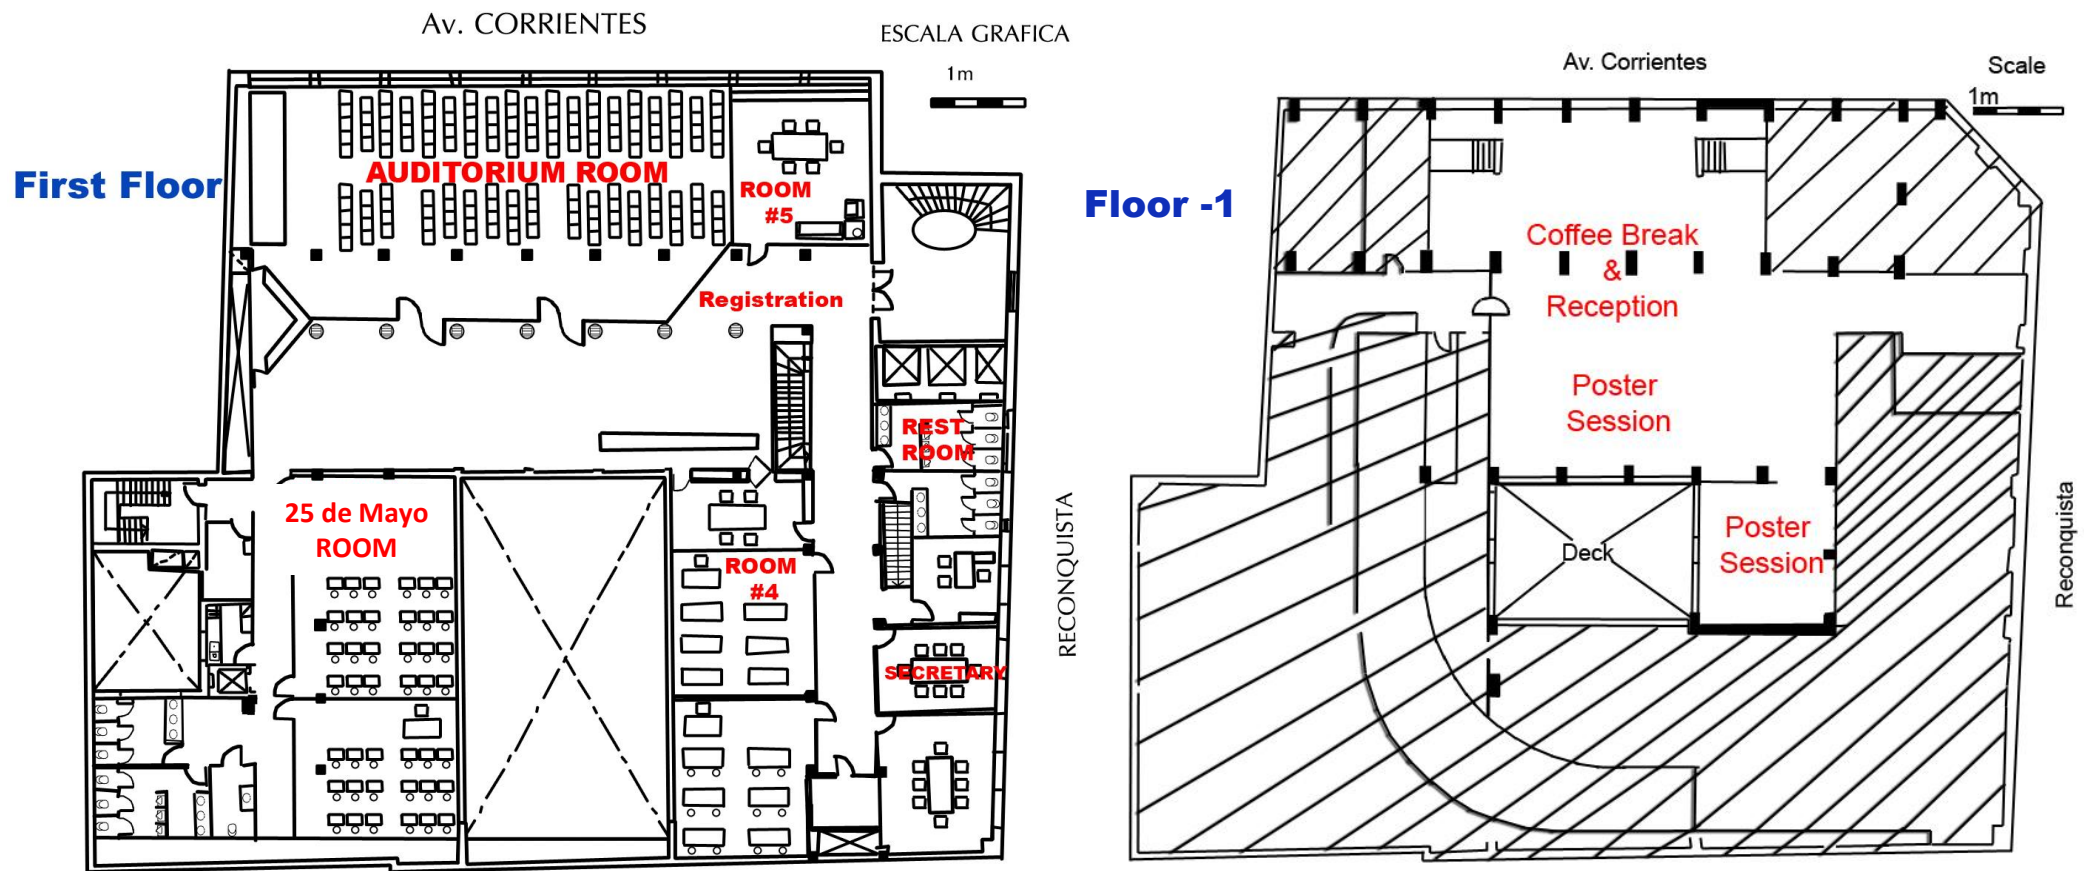 Av. CORRIENTES
ESCALA GRAFICA
1m
First Floor
AUDITORIUM ROOM
ROOM
#5
Registration
REST
ROOM
25 de Mayo
ROOM
ROOM
#4
SECRETARY
RECONQUISTA
Av. Corrientes
Scale
1m
Floor -1
Coffee Break
&
Reception
Poster
Session
Deck
Poster
Session
Reconquista